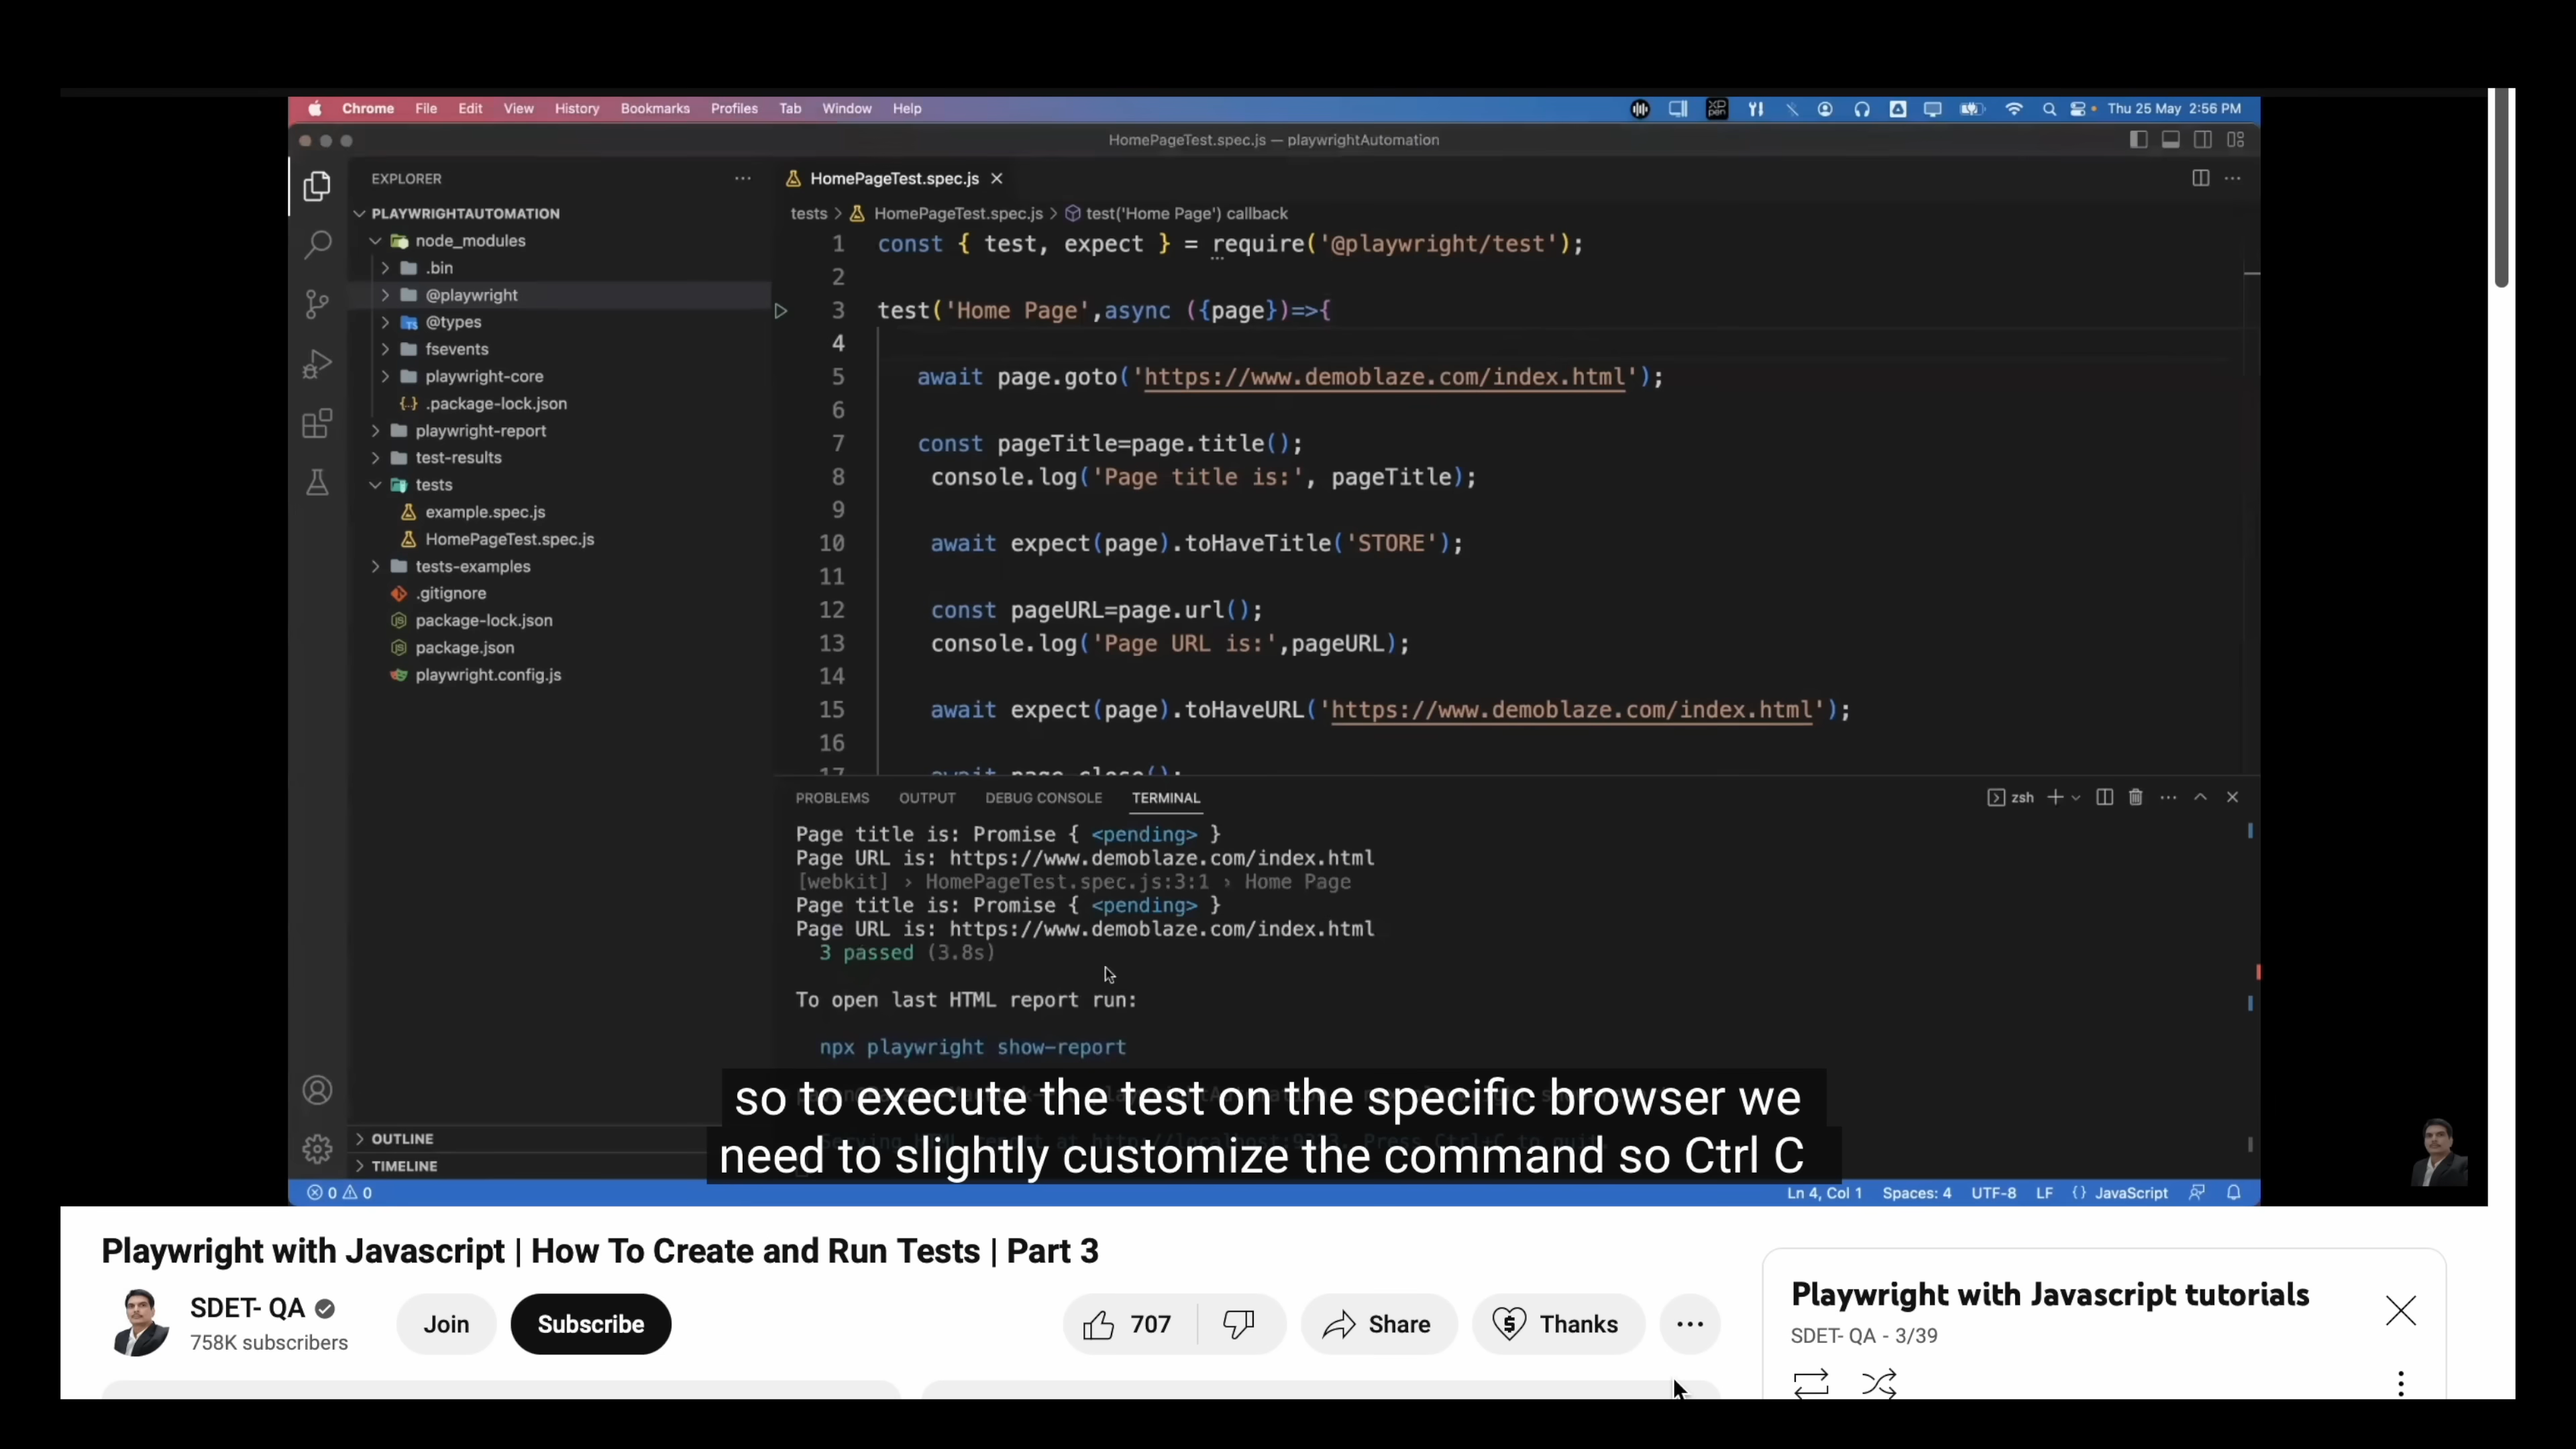 Chrome File Edit View History Bookmarks Profiles Tab Window Help
XP pen
Thu 25 May 2:56 PM
HomePageTest.spec.js — playwrightAutomation
EXPLORER
PLAYWRIGHTAUTOMATION
node_modules
.bin
@playwright
TS @types
fsevents
playwright-core
{..} .package-lock.json
playwright-report
test-results
tests
example.spec.js
HomePageTest.spec.js
tests-examples
.gitignore
package-lock.json
package.json
playwright.config.js
OUTLINE
TIMELINE
HomePageTest.spec.js
tests > HomePageTest.spec.js > test('Home Page') callback
1 const { test, expect } = require('@playwright/test');
2
3 test('Home Page',async ({page})=>{
4
5 await page.goto('https://www.demoblaze.com/index.html');
6
7 const pageTitle=page.title();
8 console.log('Page title is:', pageTitle);
9
10 await expect(page).toHaveTitle('STORE');
11
12 const pageURL=page.url();
13 console.log('Page URL is:',pageURL);
14
15 await expect(page).toHaveURL('https://www.demoblaze.com/index.html');
16
17 await page.close();
PROBLEMS OUTPUT DEBUG CONSOLE TERMINAL
zsh
Page title is: Promise { <pending> }
Page URL is: https://www.demoblaze.com/index.html
[webkit] › HomePageTest.spec.js:3:1 › Home Page
Page title is: Promise { <pending> }
Page URL is: https://www.demoblaze.com/index.html
3 passed (3.8s)
To open last HTML report run:
npx playwright show-report
so to execute the test on the specific browser we
need to slightly customize the command so Ctrl C
0 0
Ln 4, Col 1 Spaces: 4 UTF-8 LF {} JavaScript
Playwright with Javascript | How To Create and Run Tests | Part 3
SDET- QA
758K subscribers
Join
Subscribe
707
Share
Thanks
Playwright with Javascript tutorials
SDET- QA - 3/39